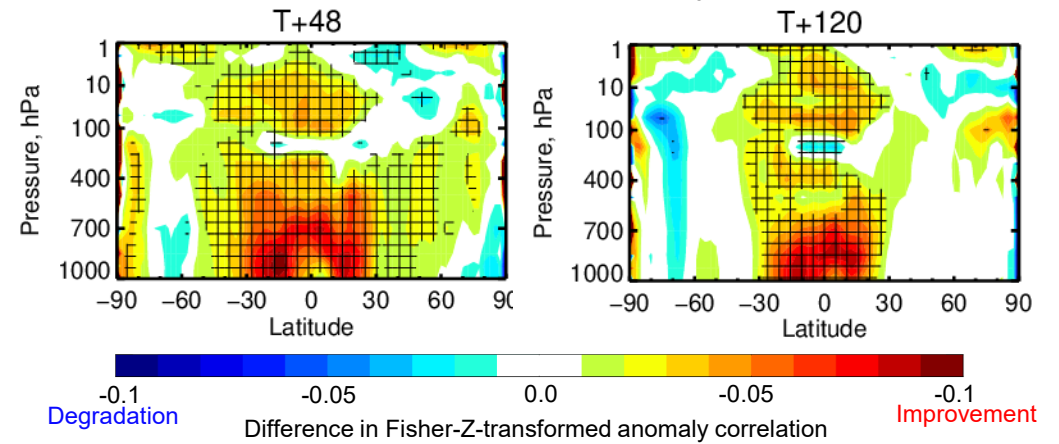 T+48
T+120
1
10
100
400
700
1000
Pressure, hPa
−90 −60 −30 0 30 60 90
Latitude
1
10
100
400
700
1000
Pressure, hPa
−90 −60 −30 0 30 60 90
Latitude
-0.1 -0.05 0.0 -0.05 -0.1
Degradation Improvement
Difference in Fisher-Z-transformed anomaly correlation